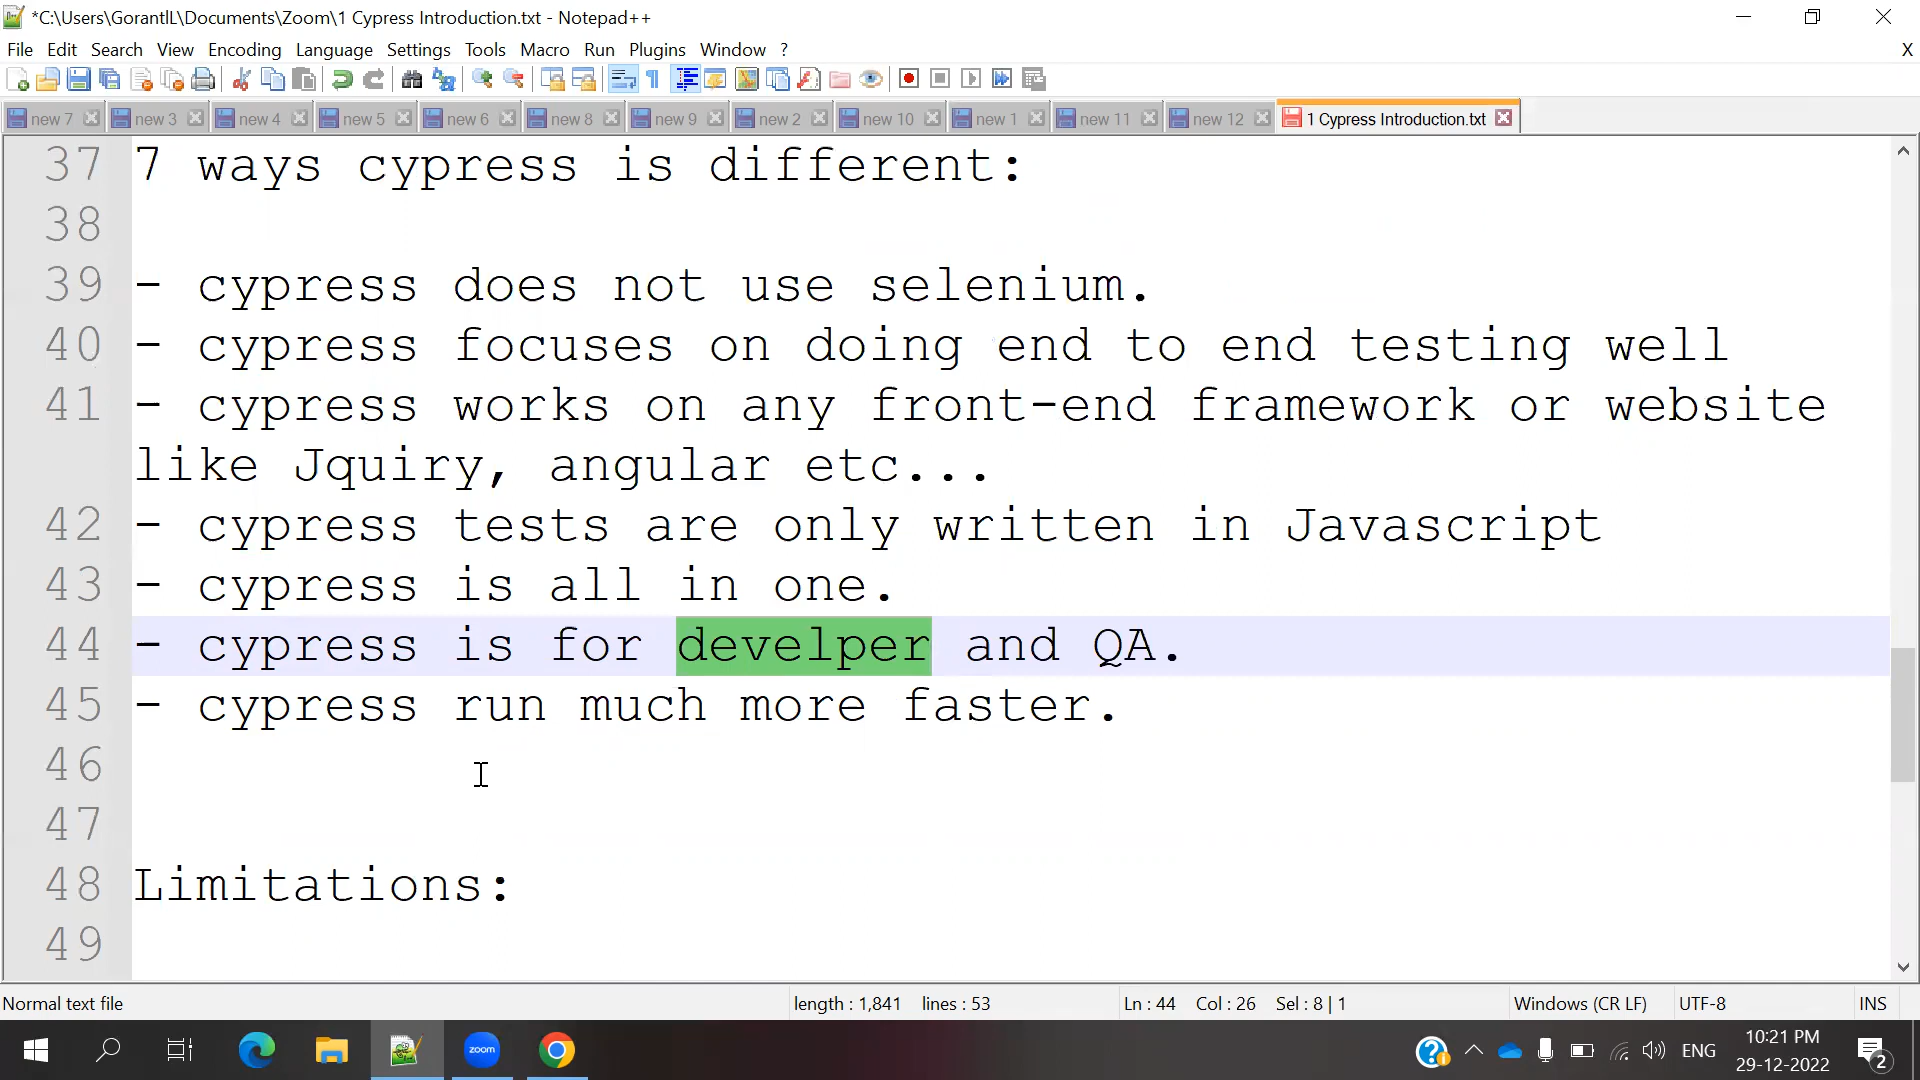 *C:\Users\GorantlL\Documents\Zoom\1 Cypress Introduction.txt - Notepad++
File Edit Search View Encoding Language Settings Tools Macro Run Plugins Window ?
X
new 7 new 3 new 4 new 5 new 6 new 8 new 9 new 2 new 10 new 1 new 11 new 12 1 Cypress Introduction.txt
37 7 ways cypress is different:
38
39 - cypress does not use selenium.
40 - cypress focuses on doing end to end testing well
41 - cypress works on any front-end framework or website
like Jquiry, angular etc...
42 - cypress tests are only written in Javascript
43 - cypress is all in one.
44 - cypress is for develper and QA.
45 - cypress run much more faster.
46
47
48 Limitations:
49
Normal text file length : 1,841 lines : 53 Ln : 44 Col : 26 Sel : 8 | 1 Windows (CR LF) UTF-8 INS
zoom ENG 10:21 PM
29-12-2022 2